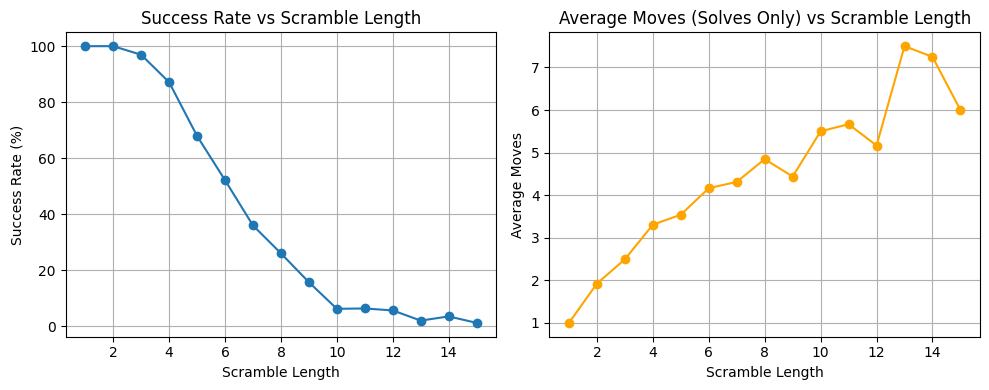 Success Rate vs Scramble Length
Success Rate (%)
100
80
60
40
20
0
2 4 6 8 10 12 14
Scramble Length
Average Moves (Solves Only) vs Scramble Length
Average Moves
7
6
5
4
3
2
1
2 4 6 8 10 12 14
Scramble Length